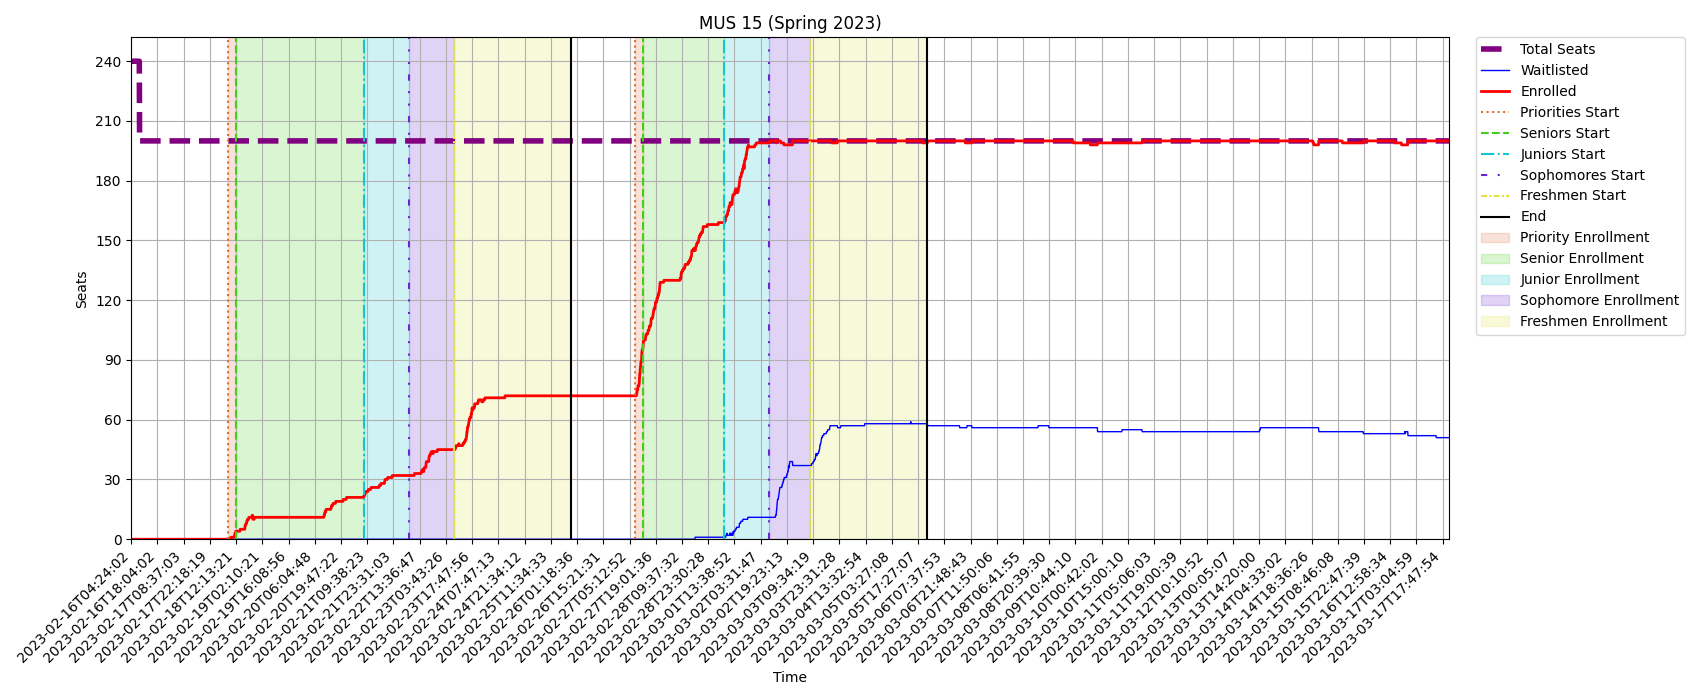 MUS 15 (Spring 2023)
Seats
240
210
180
150
120
90
60
30
0
2023-02-16T04:24:02
2023-02-16T18:04:02
2023-02-17T08:37:03
2023-02-17T22:18:19
2023-02-18T12:13:21
2023-02-19T02:10:21
2023-02-19T16:08:56
2023-02-20T06:04:48
2023-02-20T19:47:22
2023-02-21T09:38:23
2023-02-21T23:31:03
2023-02-22T13:36:47
2023-02-23T03:43:26
2023-02-23T17:47:56
2023-02-24T07:47:13
2023-02-24T21:34:12
2023-02-25T11:34:33
2023-02-26T01:18:36
2023-02-26T15:21:31
2023-02-27T05:12:52
2023-02-27T19:01:36
2023-02-28T09:37:32
2023-02-28T23:30:28
2023-03-01T13:38:52
2023-03-02T03:31:47
2023-03-02T19:23:13
2023-03-03T09:34:19
2023-03-03T23:31:28
2023-03-04T13:32:54
2023-03-05T03:27:08
2023-03-05T17:27:07
2023-03-06T07:37:53
2023-03-06T21:48:43
2023-03-07T11:50:06
2023-03-08T06:41:55
2023-03-08T20:39:30
2023-03-09T10:44:10
2023-03-10T00:42:02
2023-03-10T15:00:10
2023-03-11T05:06:03
2023-03-11T19:00:39
2023-03-12T10:10:52
2023-03-13T00:05:07
2023-03-13T14:20:00
2023-03-14T04:33:02
2023-03-14T18:36:26
2023-03-15T08:46:08
2023-03-15T22:47:39
2023-03-16T12:58:34
2023-03-17T03:04:59
2023-03-17T17:47:54
Time
Total Seats
Waitlisted
Enrolled
Priorities Start
Seniors Start
Juniors Start
Sophomores Start
Freshmen Start
End
Priority Enrollment
Senior Enrollment
Junior Enrollment
Sophomore Enrollment
Freshmen Enrollment